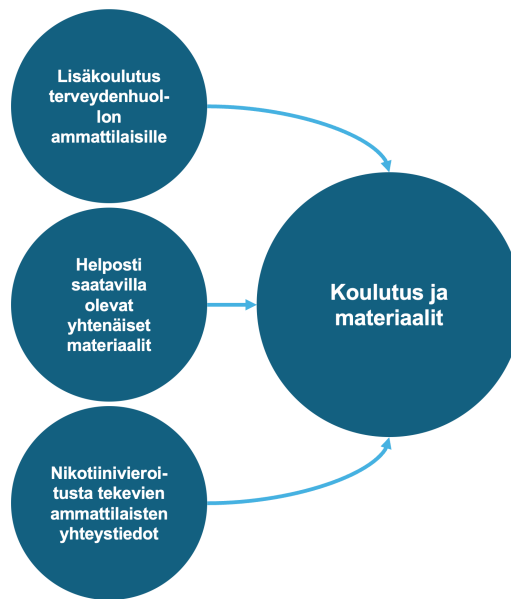 Lisäkoulutus
terveydenhuol-
lon
ammattilaisille
Helposti
saatavilla
olevat
yhtenäiset
materiaalit
Koulutus ja
materiaalit
Nikotiinivieroi-
tusta tekevien
ammattilaisten
yhteystiedot